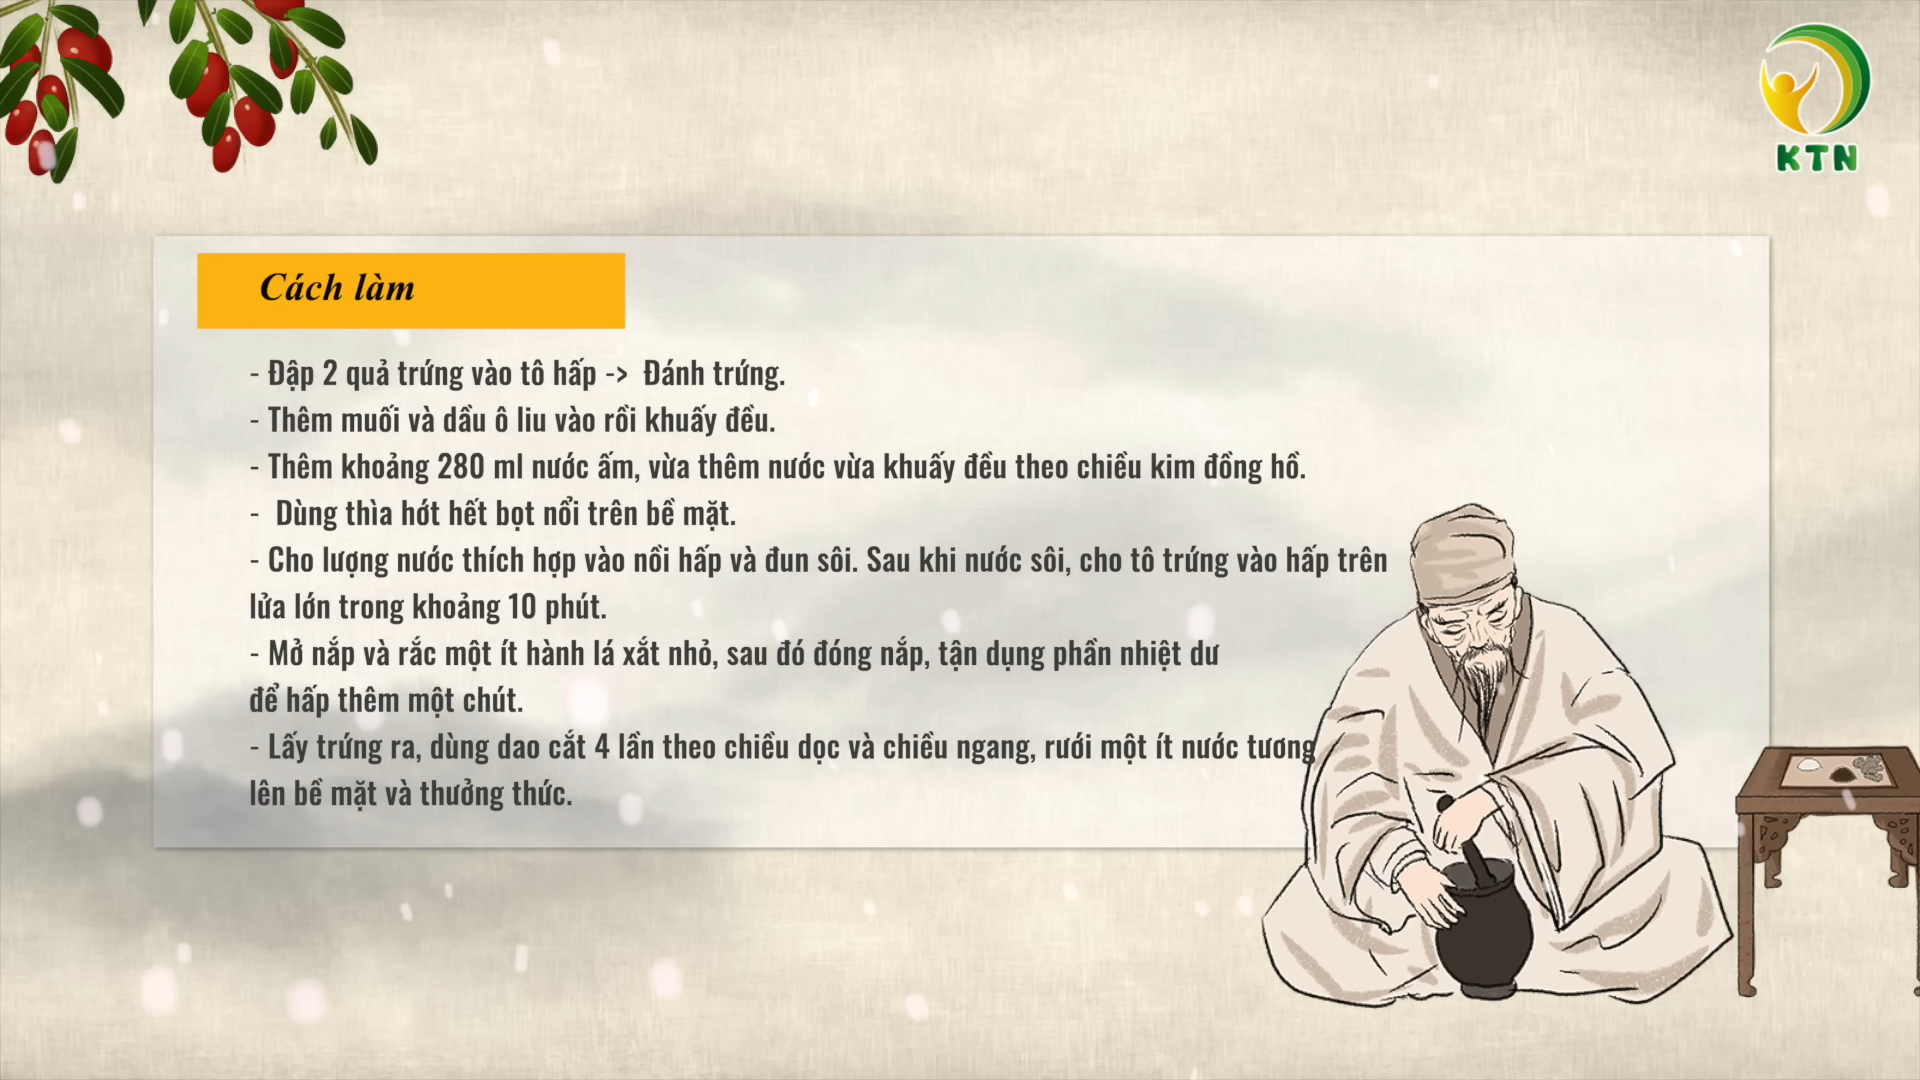 KTN
Cách làm
- Đập 2 quả trứng vào tô hấp -> Đánh trứng.
- Thêm muối và dầu ô liu vào rồi khuấy đều.
- Thêm khoảng 280 ml nước ấm, vừa thêm nước vừa khuấy đều theo chiều kim đồng hồ.
- Dùng thìa hớt hết bọt nổi trên bề mặt.
- Cho lượng nước thích hợp vào nồi hấp và đun sôi. Sau khi nước sôi, cho tô trứng vào hấp trên
lửa lớn trong khoảng 10 phút.
- Mở nắp và rắc một ít hành lá xắt nhỏ, sau đó đóng nắp, tận dụng phần nhiệt dư
để hấp thêm một chút.
- Lấy trứng ra, dùng dao cắt 4 lần theo chiều dọc và chiều ngang, rưới một ít nước tương
lên bề mặt và thưởng thức.